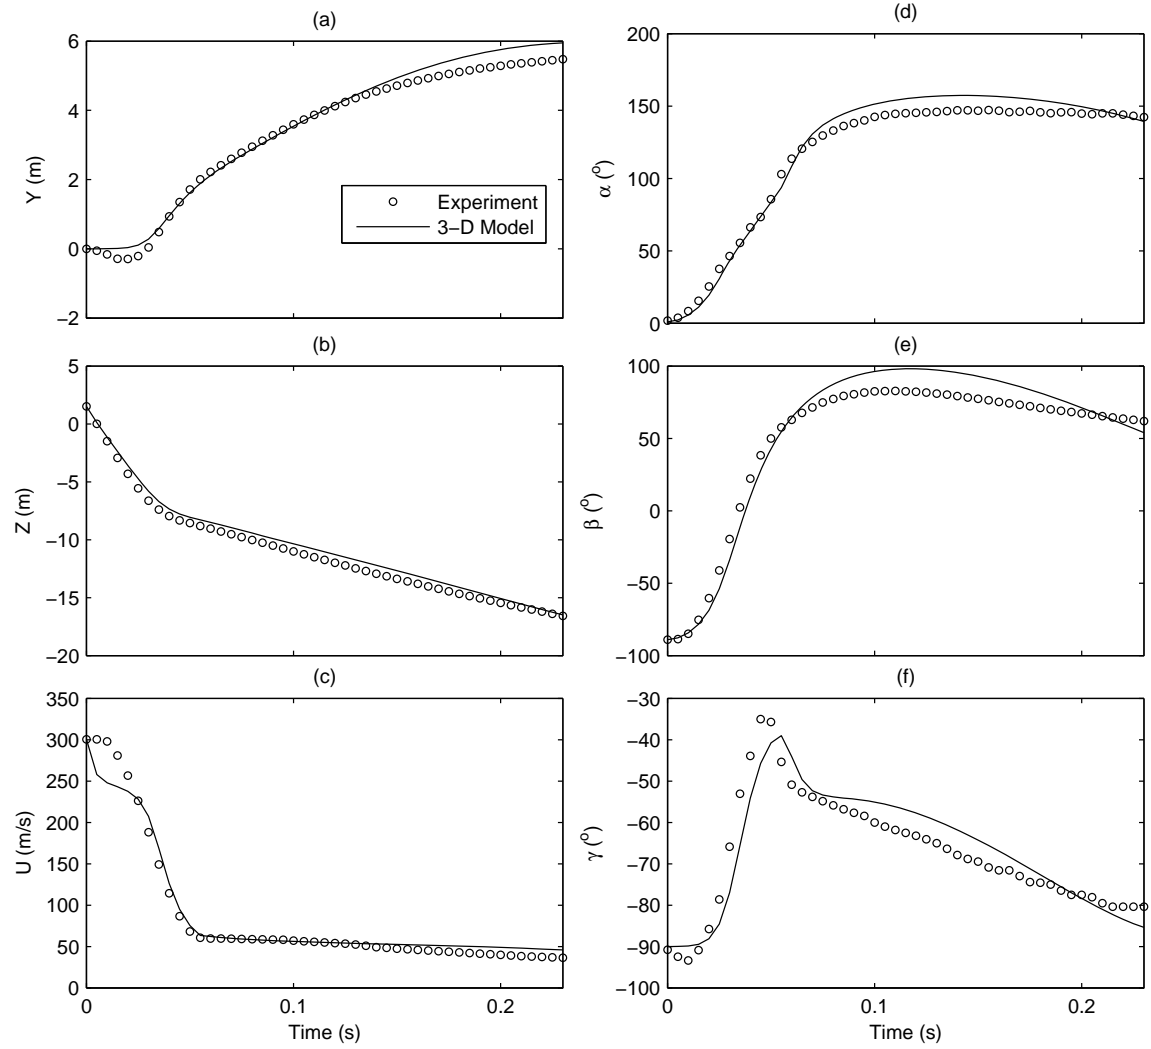 (a)
6
4
2
0
−2
Y (m)
Experiment
3−D Model
(b)
5
0
−5
−10
−15
−20
Z (m)
(c)
350
300
250
200
150
100
50
0
U (m/s)
0
0.1
0.2
Time (s)
(d)
200
150
100
50
0
α (°)
(e)
100
50
0
−50
−100
β (°)
(f)
−30
−40
−50
−60
−70
−80
−90
−100
γ (°)
0
0.1
0.2
Time (s)